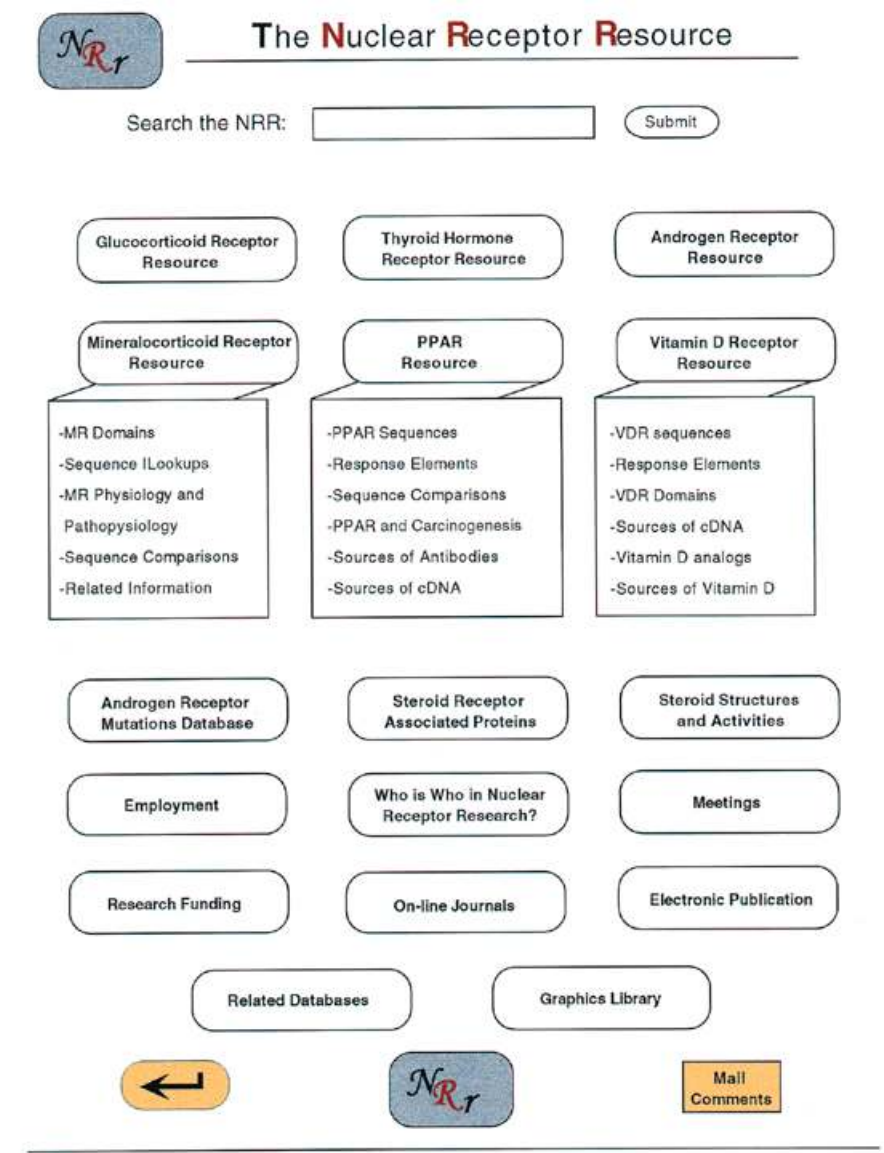 NRr
The Nuclear Receptor Resource
Search the NRR:
Submit
Glucocorticoid Receptor
Resource
Thyroid Hormone
Receptor Resource
Androgen Receptor
Resource
Mineralocorticoid Receptor
Resource
PPAR
Resource
Vitamin D Receptor
Resource
-MR Domains
-Sequence lLookups
-MR Physiology and
Pathopysiology
-Sequence Comparisons
-Related Information
-PPAR Sequences
-Response Elements
-Sequence Comparisons
-PPAR and Carcinogenesis
-Sources of Antibodies
-Sources of cDNA
-VDR sequences
-Response Elements
-VDR Domains
-Sources of cDNA
-Vitamin D analogs
-Sources of Vitamin D
Androgen Receptor
Mutations Database
Steroid Receptor
Associated Proteins
Steroid Structures
and Activities
Employment
Who is Who in Nuclear
Receptor Research?
Meetings
Research Funding
On-line Journals
Electronic Publication
Related Databases
Graphics Library
NRr
Mail
Comments